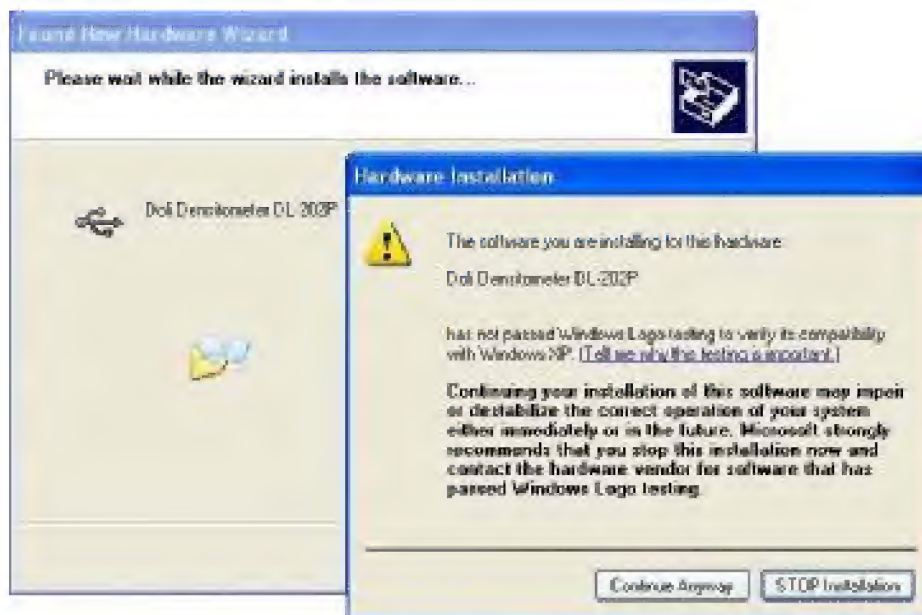 Found New Hardware Wizard
Please wait while the wizard installs the software...
Doli Densitometer DL-202P
Hardware Installation
The software you are installing for this hardware:
Doli Densitometer DL-202P
has not passed Windows Logo testing to verify its compatibility
with Windows XP. (Tell me why this testing is important.)
Continuing your installation of this software may impair
or destabilize the correct operation of your system
either immediately or in the future. Microsoft strongly
recommends that you stop this installation now and
contact the hardware vendor for software that has
passed Windows Logo testing.
Continue Anyway
STOP Installation